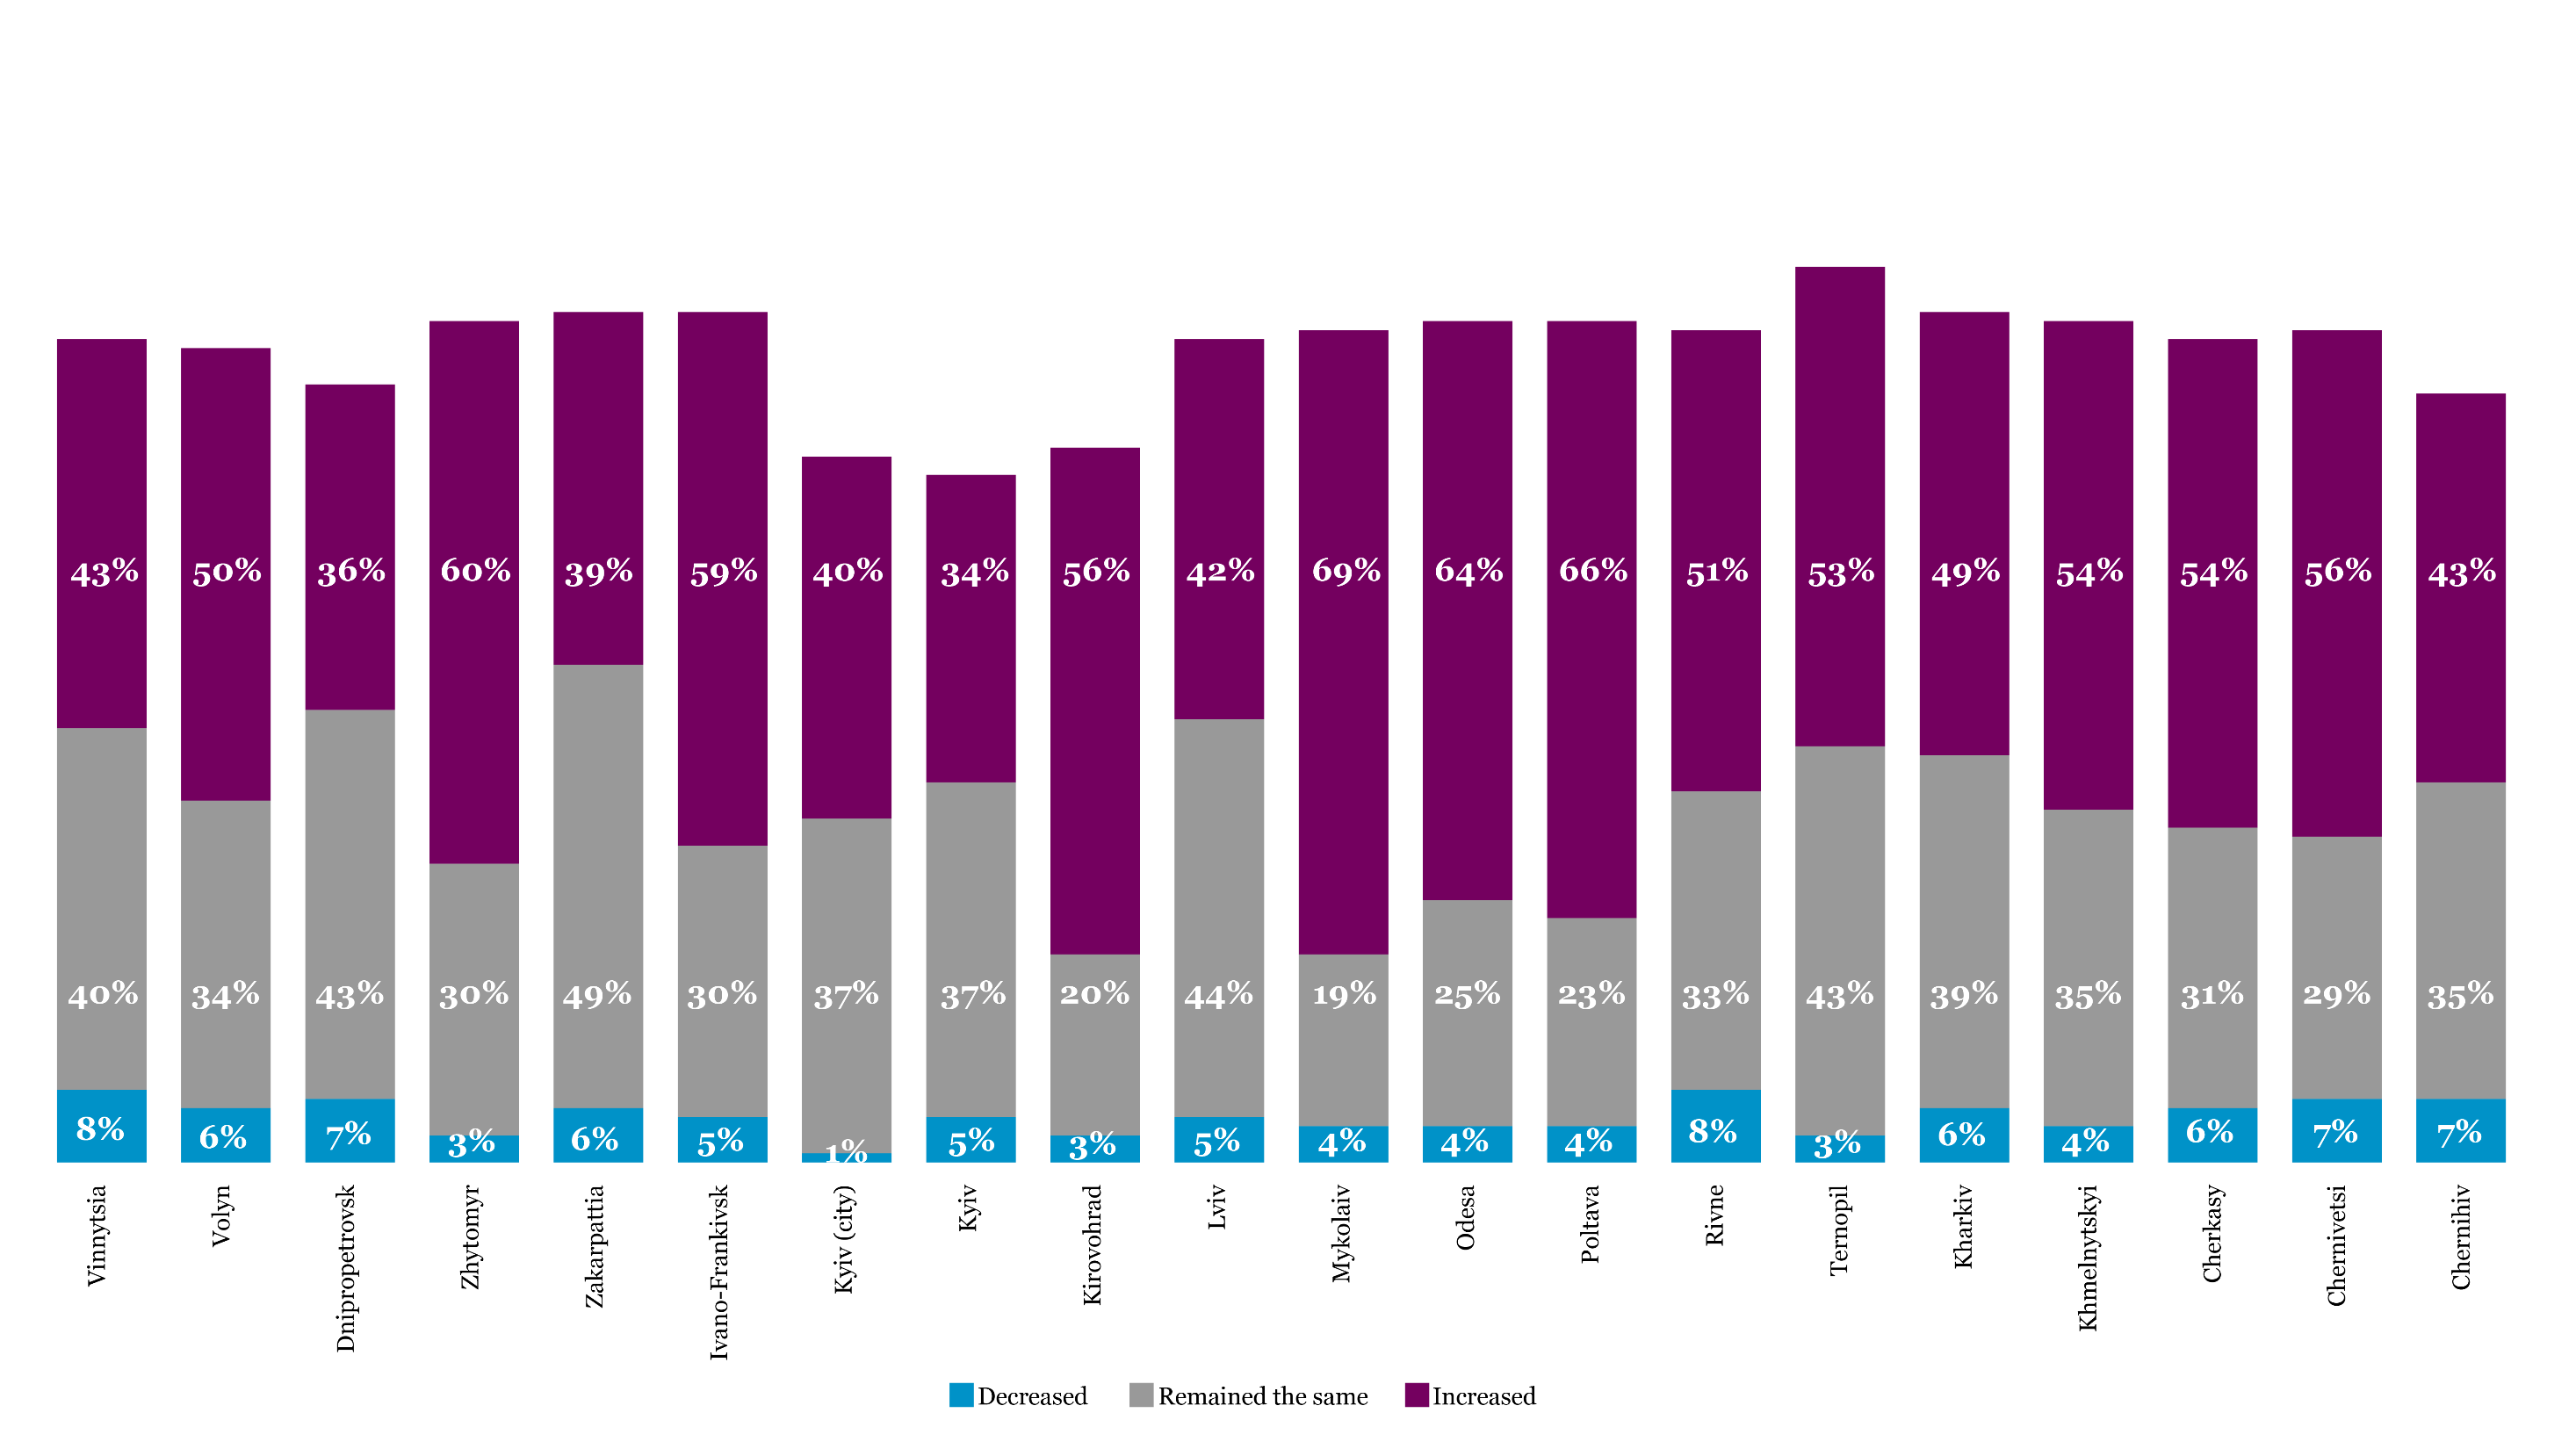 43% 50% 36% 60% 39% 59% 40% 34% 56% 42% 69% 64% 66% 51% 53% 49% 54% 54% 56% 43%
40% 34% 43% 30% 49% 30% 37% 37% 20% 44% 19% 25% 23% 33% 43% 39% 35% 31% 29% 35%
8% 6% 7% 3% 6% 5% 1% 5% 3% 5% 4% 4% 4% 8% 3% 6% 4% 6% 7% 7%
Vinnytsia
Volyn
Dnipropetrovsk
Zhytomyr
Zakarpattia
Ivano-Frankivsk
Kyiv (city)
Kyiv
Kirovohrad
Lviv
Mykolaiv
Odesa
Poltava
Rivne
Ternopil
Kharkiv
Khmelnytskyi
Cherkasy
Chernivetsi
Chernihiv
Decreased Remained the same Increased